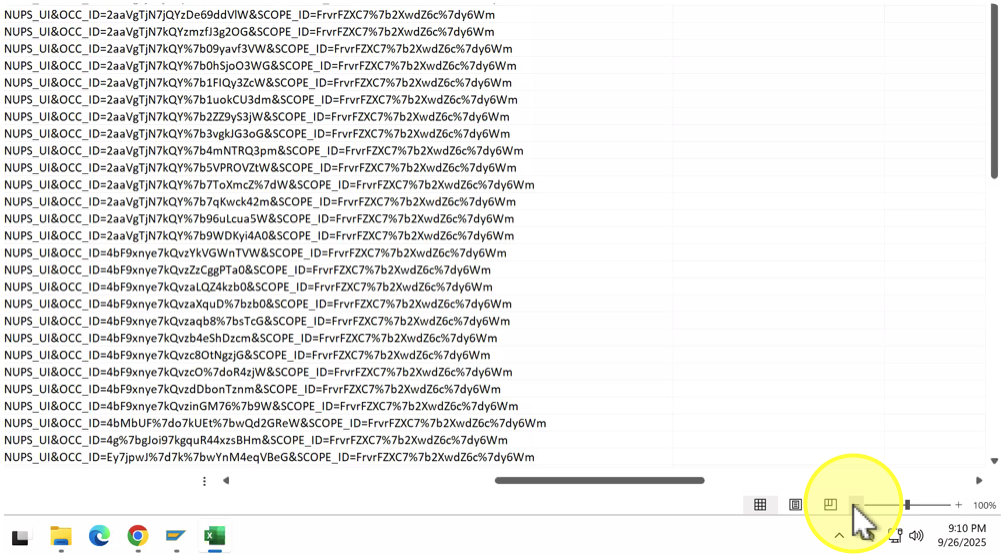 NUPS_UI&OCC_ID=2aaVgTjN7jQYzDe69ddVlW&SCOPE_ID=FrvrFZXC7%7b2XwdZ6c%7dy6Wm
NUPS_UI&OCC_ID=2aaVgTjN7kQYzmzfJ3g2OG&SCOPE_ID=FrvrFZXC7%7b2XwdZ6c%7dy6Wm
NUPS_UI&OCC_ID=2aaVgTjN7kQY%7b09yavf3VW&SCOPE_ID=FrvrFZXC7%7b2XwdZ6c%7dy6Wm
NUPS_UI&OCC_ID=2aaVgTjN7kQY%7b0hSjoO3WG&SCOPE_ID=FrvrFZXC7%7b2XwdZ6c%7dy6Wm
NUPS_UI&OCC_ID=2aaVgTjN7kQY%7b1FIQy3ZcW&SCOPE_ID=FrvrFZXC7%7b2XwdZ6c%7dy6Wm
NUPS_UI&OCC_ID=2aaVgTjN7kQY%7b1uokCU3dm&SCOPE_ID=FrvrFZXC7%7b2XwdZ6c%7dy6Wm
NUPS_UI&OCC_ID=2aaVgTjN7kQY%7b2ZZ9yS3jW&SCOPE_ID=FrvrFZXC7%7b2XwdZ6c%7dy6Wm
NUPS_UI&OCC_ID=2aaVgTjN7kQY%7b3vgkJG3oG&SCOPE_ID=FrvrFZXC7%7b2XwdZ6c%7dy6Wm
NUPS_UI&OCC_ID=2aaVgTjN7kQY%7b4mNTRQ3pm&SCOPE_ID=FrvrFZXC7%7b2XwdZ6c%7dy6Wm
NUPS_UI&OCC_ID=2aaVgTjN7kQY%7b5VPROVZtW&SCOPE_ID=FrvrFZXC7%7b2XwdZ6c%7dy6Wm
NUPS_UI&OCC_ID=2aaVgTjN7kQY%7b7ToXmcZ%7dW&SCOPE_ID=FrvrFZXC7%7b2XwdZ6c%7dy6Wm
NUPS_UI&OCC_ID=2aaVgTjN7kQY%7b7qKwck42m&SCOPE_ID=FrvrFZXC7%7b2XwdZ6c%7dy6Wm
NUPS_UI&OCC_ID=2aaVgTjN7kQY%7b96uLcua5W&SCOPE_ID=FrvrFZXC7%7b2XwdZ6c%7dy6Wm
NUPS_UI&OCC_ID=2aaVgTjN7kQY%7b9WDKyi4A0&SCOPE_ID=FrvrFZXC7%7b2XwdZ6c%7dy6Wm
NUPS_UI&OCC_ID=4bF9xnye7kQvzYkVGWnTVW&SCOPE_ID=FrvrFZXC7%7b2XwdZ6c%7dy6Wm
NUPS_UI&OCC_ID=4bF9xnye7kQvzZzCggPTa0&SCOPE_ID=FrvrFZXC7%7b2XwdZ6c%7dy6Wm
NUPS_UI&OCC_ID=4bF9xnye7kQvzaLQZ4kzb0&SCOPE_ID=FrvrFZXC7%7b2XwdZ6c%7dy6Wm
NUPS_UI&OCC_ID=4bF9xnye7kQvzaXquD%7bzb0&SCOPE_ID=FrvrFZXC7%7b2XwdZ6c%7dy6Wm
NUPS_UI&OCC_ID=4bF9xnye7kQvzaqb8%7bsTcG&SCOPE_ID=FrvrFZXC7%7b2XwdZ6c%7dy6Wm
NUPS_UI&OCC_ID=4bF9xnye7kQvzb4eShDzcm&SCOPE_ID=FrvrFZXC7%7b2XwdZ6c%7dy6Wm
NUPS_UI&OCC_ID=4bF9xnye7kQvzc8OtNgzjG&SCOPE_ID=FrvrFZXC7%7b2XwdZ6c%7dy6Wm
NUPS_UI&OCC_ID=4bF9xnye7kQvzcO%7doR4zjW&SCOPE_ID=FrvrFZXC7%7b2XwdZ6c%7dy6Wm
NUPS_UI&OCC_ID=4bF9xnye7kQvzdDbonTznm&SCOPE_ID=FrvrFZXC7%7b2XwdZ6c%7dy6Wm
NUPS_UI&OCC_ID=4bF9xnye7kQvzinGM76%7b9W&SCOPE_ID=FrvrFZXC7%7b2XwdZ6c%7dy6Wm
NUPS_UI&OCC_ID=4bMbUF%7do7kUEt%7bwQd2GReW&SCOPE_ID=FrvrFZXC7%7b2XwdZ6c%7dy6Wm
NUPS_UI&OCC_ID=4g%7bgJoi97kgquR44xzsBHm&SCOPE_ID=FrvrFZXC7%7b2XwdZ6c%7dy6Wm
NUPS_UI&OCC_ID=Ey7jpwJ%7d7k%7bwYnM4eqVBeG&SCOPE_ID=FrvrFZXC7%7b2XwdZ6c%7dy6Wm
100%
9:10 PM
9/26/2025